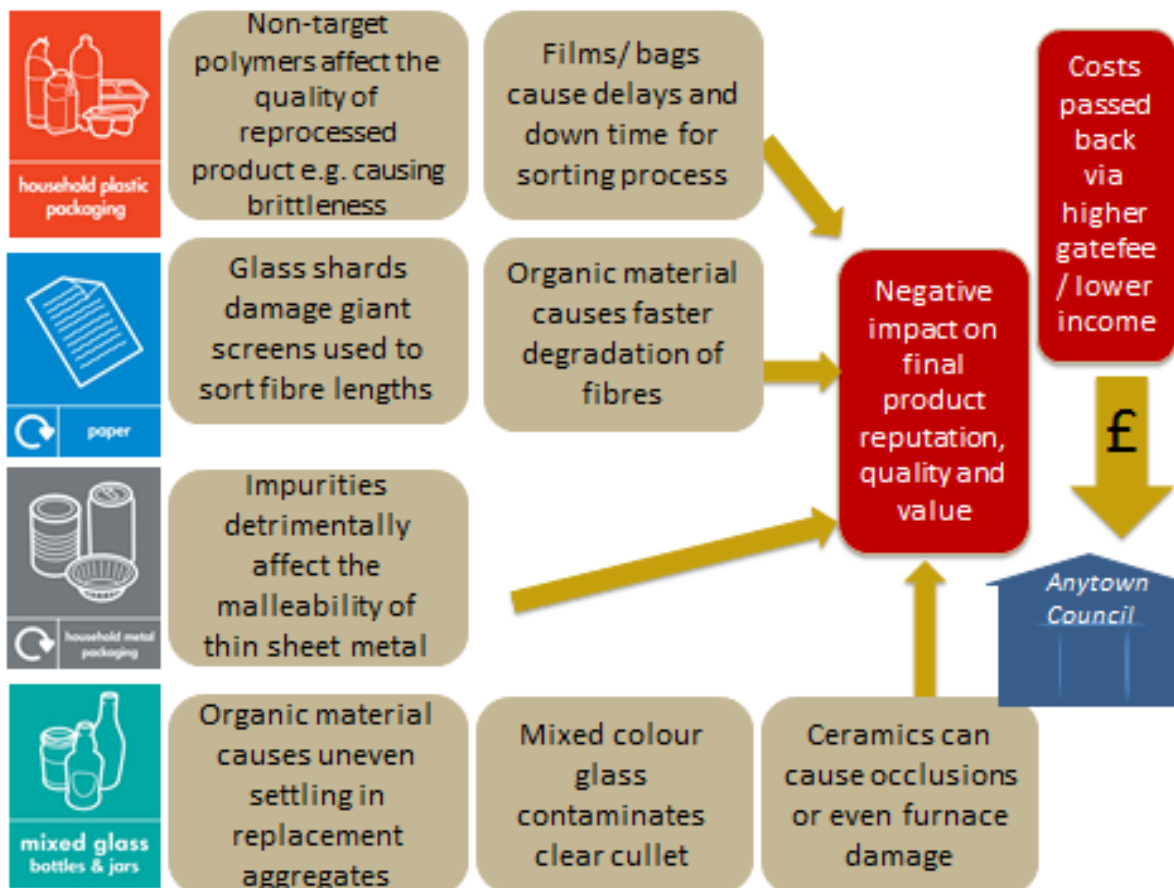 household plastic
packaging
Non-target
polymers affect the
quality of
reprocessed
product e.g. causing
brittleness
Films/ bags
cause delays and
down time for
sorting process
Costs
passed
back
via
higher
gatefee
/ lower
income
paper
Glass shards
damage giant
screens used to
sort fibre lengths
Organic material
causes faster
degradation of
fibres
Negative
impact on
final
product
reputation,
quality and
value
£
household metal
packaging
Impurities
detrimentally
affect the
malleability of
thin sheet metal
Anytown
Council
mixed glass
bottles & jars
Organic material
causes uneven
settling in
replacement
aggregates
Mixed colour
glass
contaminates
clear cullet
Ceramics can
cause occlusions
or even furnace
damage